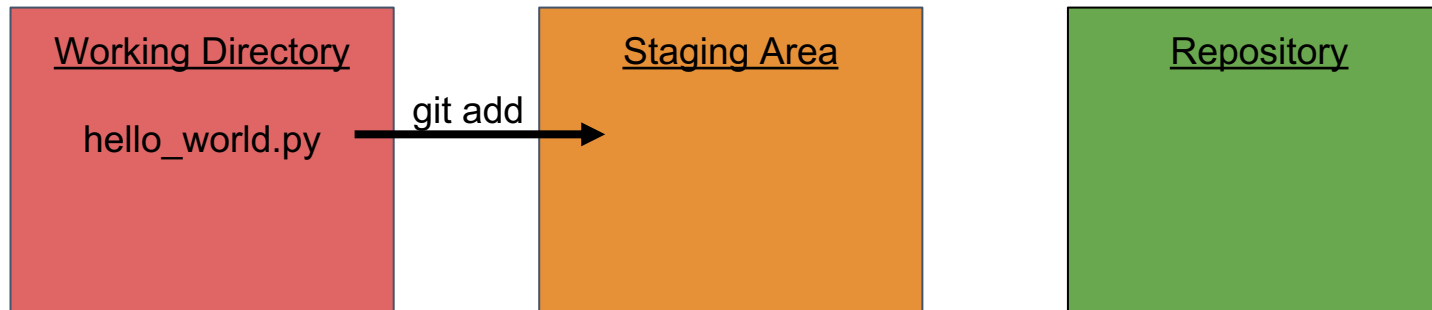 Working Directory
Staging Area
Repository
git add
hello_world.py